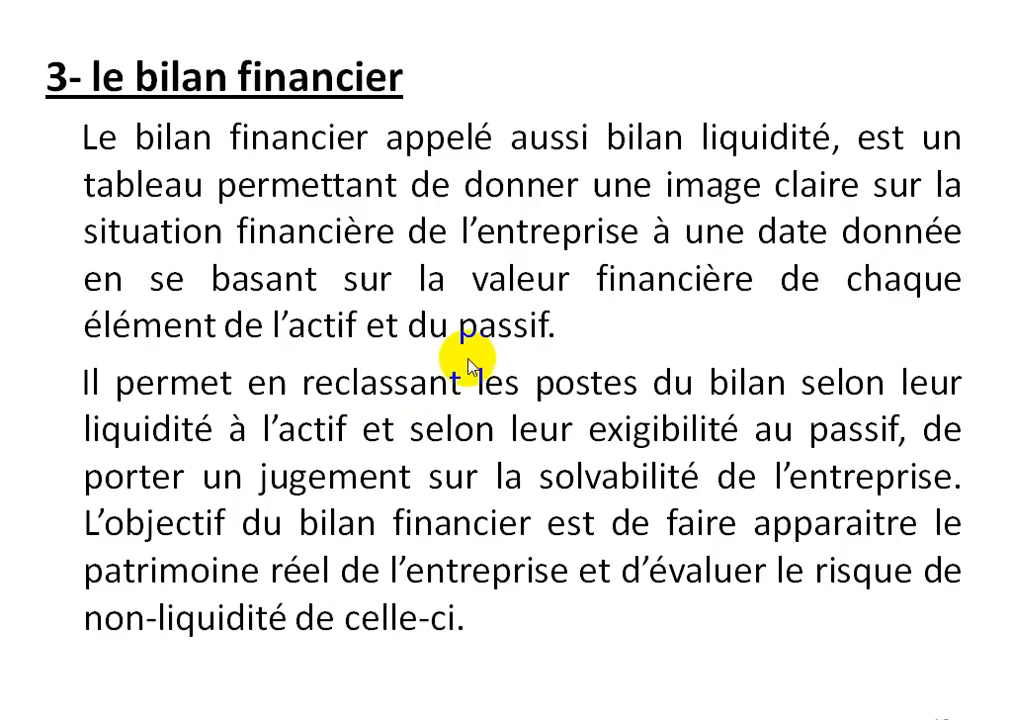 3- le bilan financier
Le bilan financier appelé aussi bilan liquidité, est un
tableau permettant de donner une image claire sur la
situation financière de l’entreprise à une date donnée
en se basant sur la valeur financière de chaque
élément de l’actif et du passif.
Il permet en reclassant les postes du bilan selon leur
liquidité à l’actif et selon leur exigibilité au passif, de
porter un jugement sur la solvabilité de l’entreprise.
L’objectif du bilan financier est de faire apparaitre le
patrimoine réel de l’entreprise et d’évaluer le risque de
non-liquidité de celle-ci.